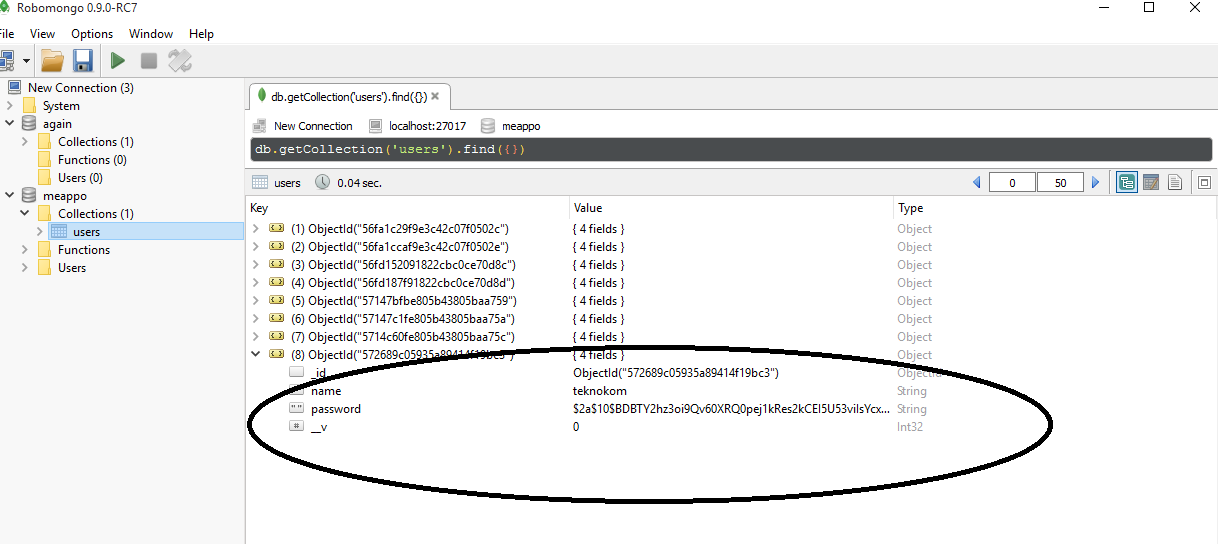 Robomongo 0.9.0-RC7
File View Options Window Help
New Connection (3)
System
again
Collections (1)
Functions (0)
Users (0)
meappo
Collections (1)
users
Functions
Users
db.getCollection('users').find({})
New Connection localhost:27017 meappo
db.getCollection('users').find({})
users 0.04 sec. 0 50
Key Value Type
(1) ObjectId("56fa1c29f9e3c42c07f0502c") { 4 fields } Object
(2) ObjectId("56fa1ccaf9e3c42c07f0502e") { 4 fields } Object
(3) ObjectId("56fd152091822cbc0ce70d8c") { 4 fields } Object
(4) ObjectId("56fd187f91822cbc0ce70d8d") { 4 fields } Object
(5) ObjectId("57147bfbe805b43805baa759") { 4 fields } Object
(6) ObjectId("57147c1fe805b43805baa75a") { 4 fields } Object
(7) ObjectId("5714c60fe805b43805baa75c") { 4 fields } Object
(8) ObjectId("572689c05935a89414f19bc3") { 4 fields } Object
_id ObjectId("572689c05935a89414f19bc3") ObjectId
name teknokom String
password $2a$10$BDBTY2hz3oi9Qv60XRQ0pej1kRes2kCEI5U53vilsYcx... String
__v 0 Int32